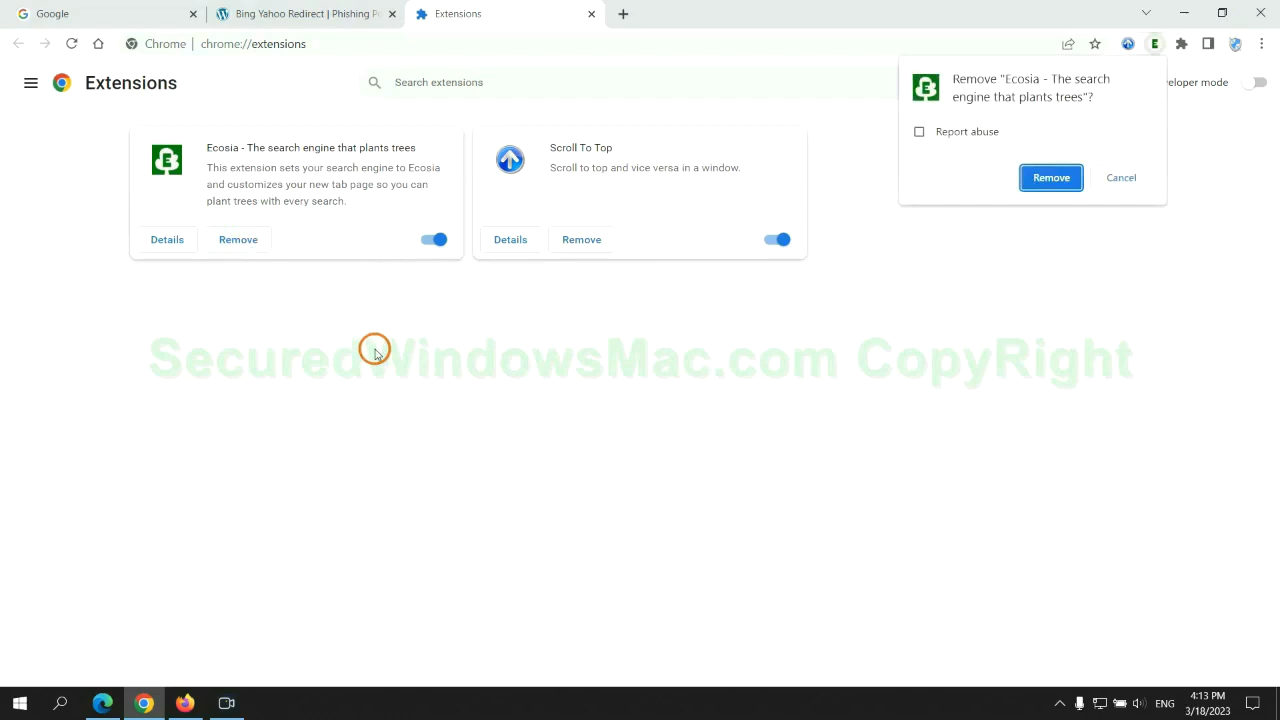 Google
Bing Yahoo Redirect | Phishing P
Extensions
Chrome
chrome://extensions
Extensions
Search extensions
veloper mode
Remove "Ecosia - The search
engine that plants trees"?
Report abuse
Remove
Cancel
Ecosia - The search engine that plants trees
This extension sets your search engine to Ecosia
and customizes your new tab page so you can
plant trees with every search.
Details
Remove
Scroll To Top
Scroll to top and vice versa in a window.
Details
Remove
SecuredWindowsMac.com CopyRight
ENG
4:13 PM
3/18/2023